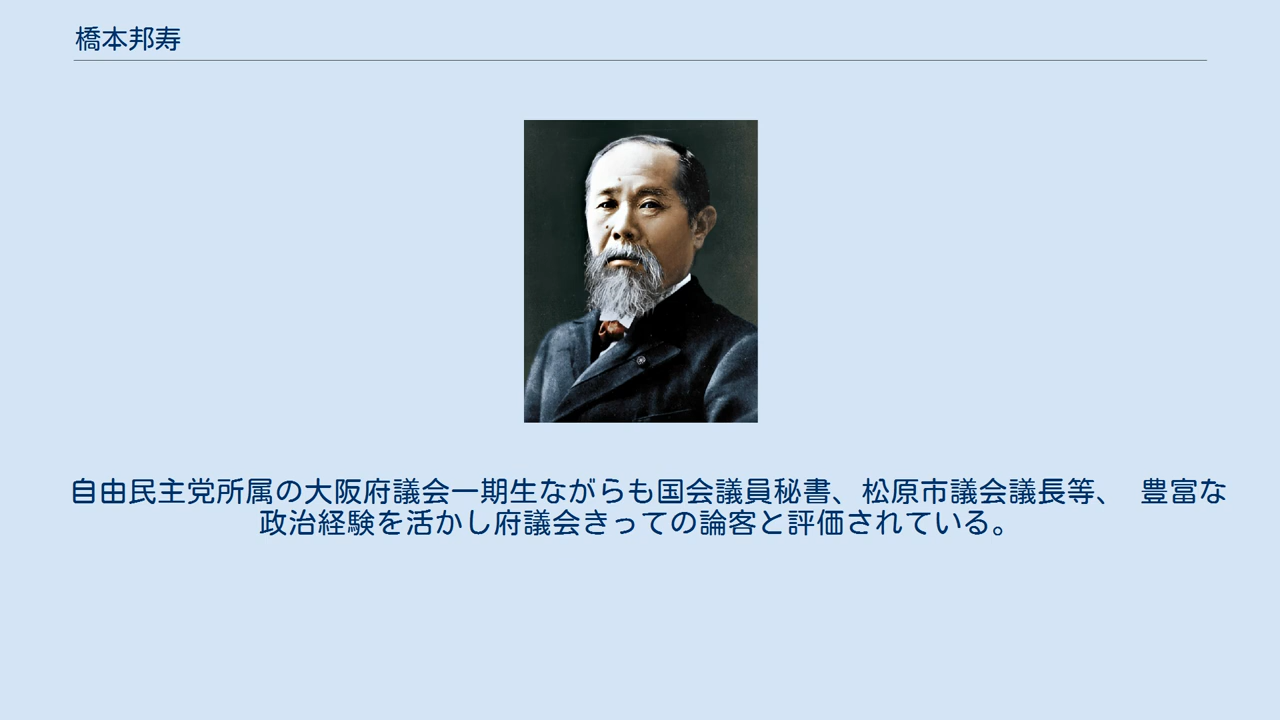 橋本邦寿
自由民主党所属の大阪府議会一期生ながらも国会議員秘書、松原市議会議長等、　豊富な
政治経験を活かし府議会きっての論客と評価されている。